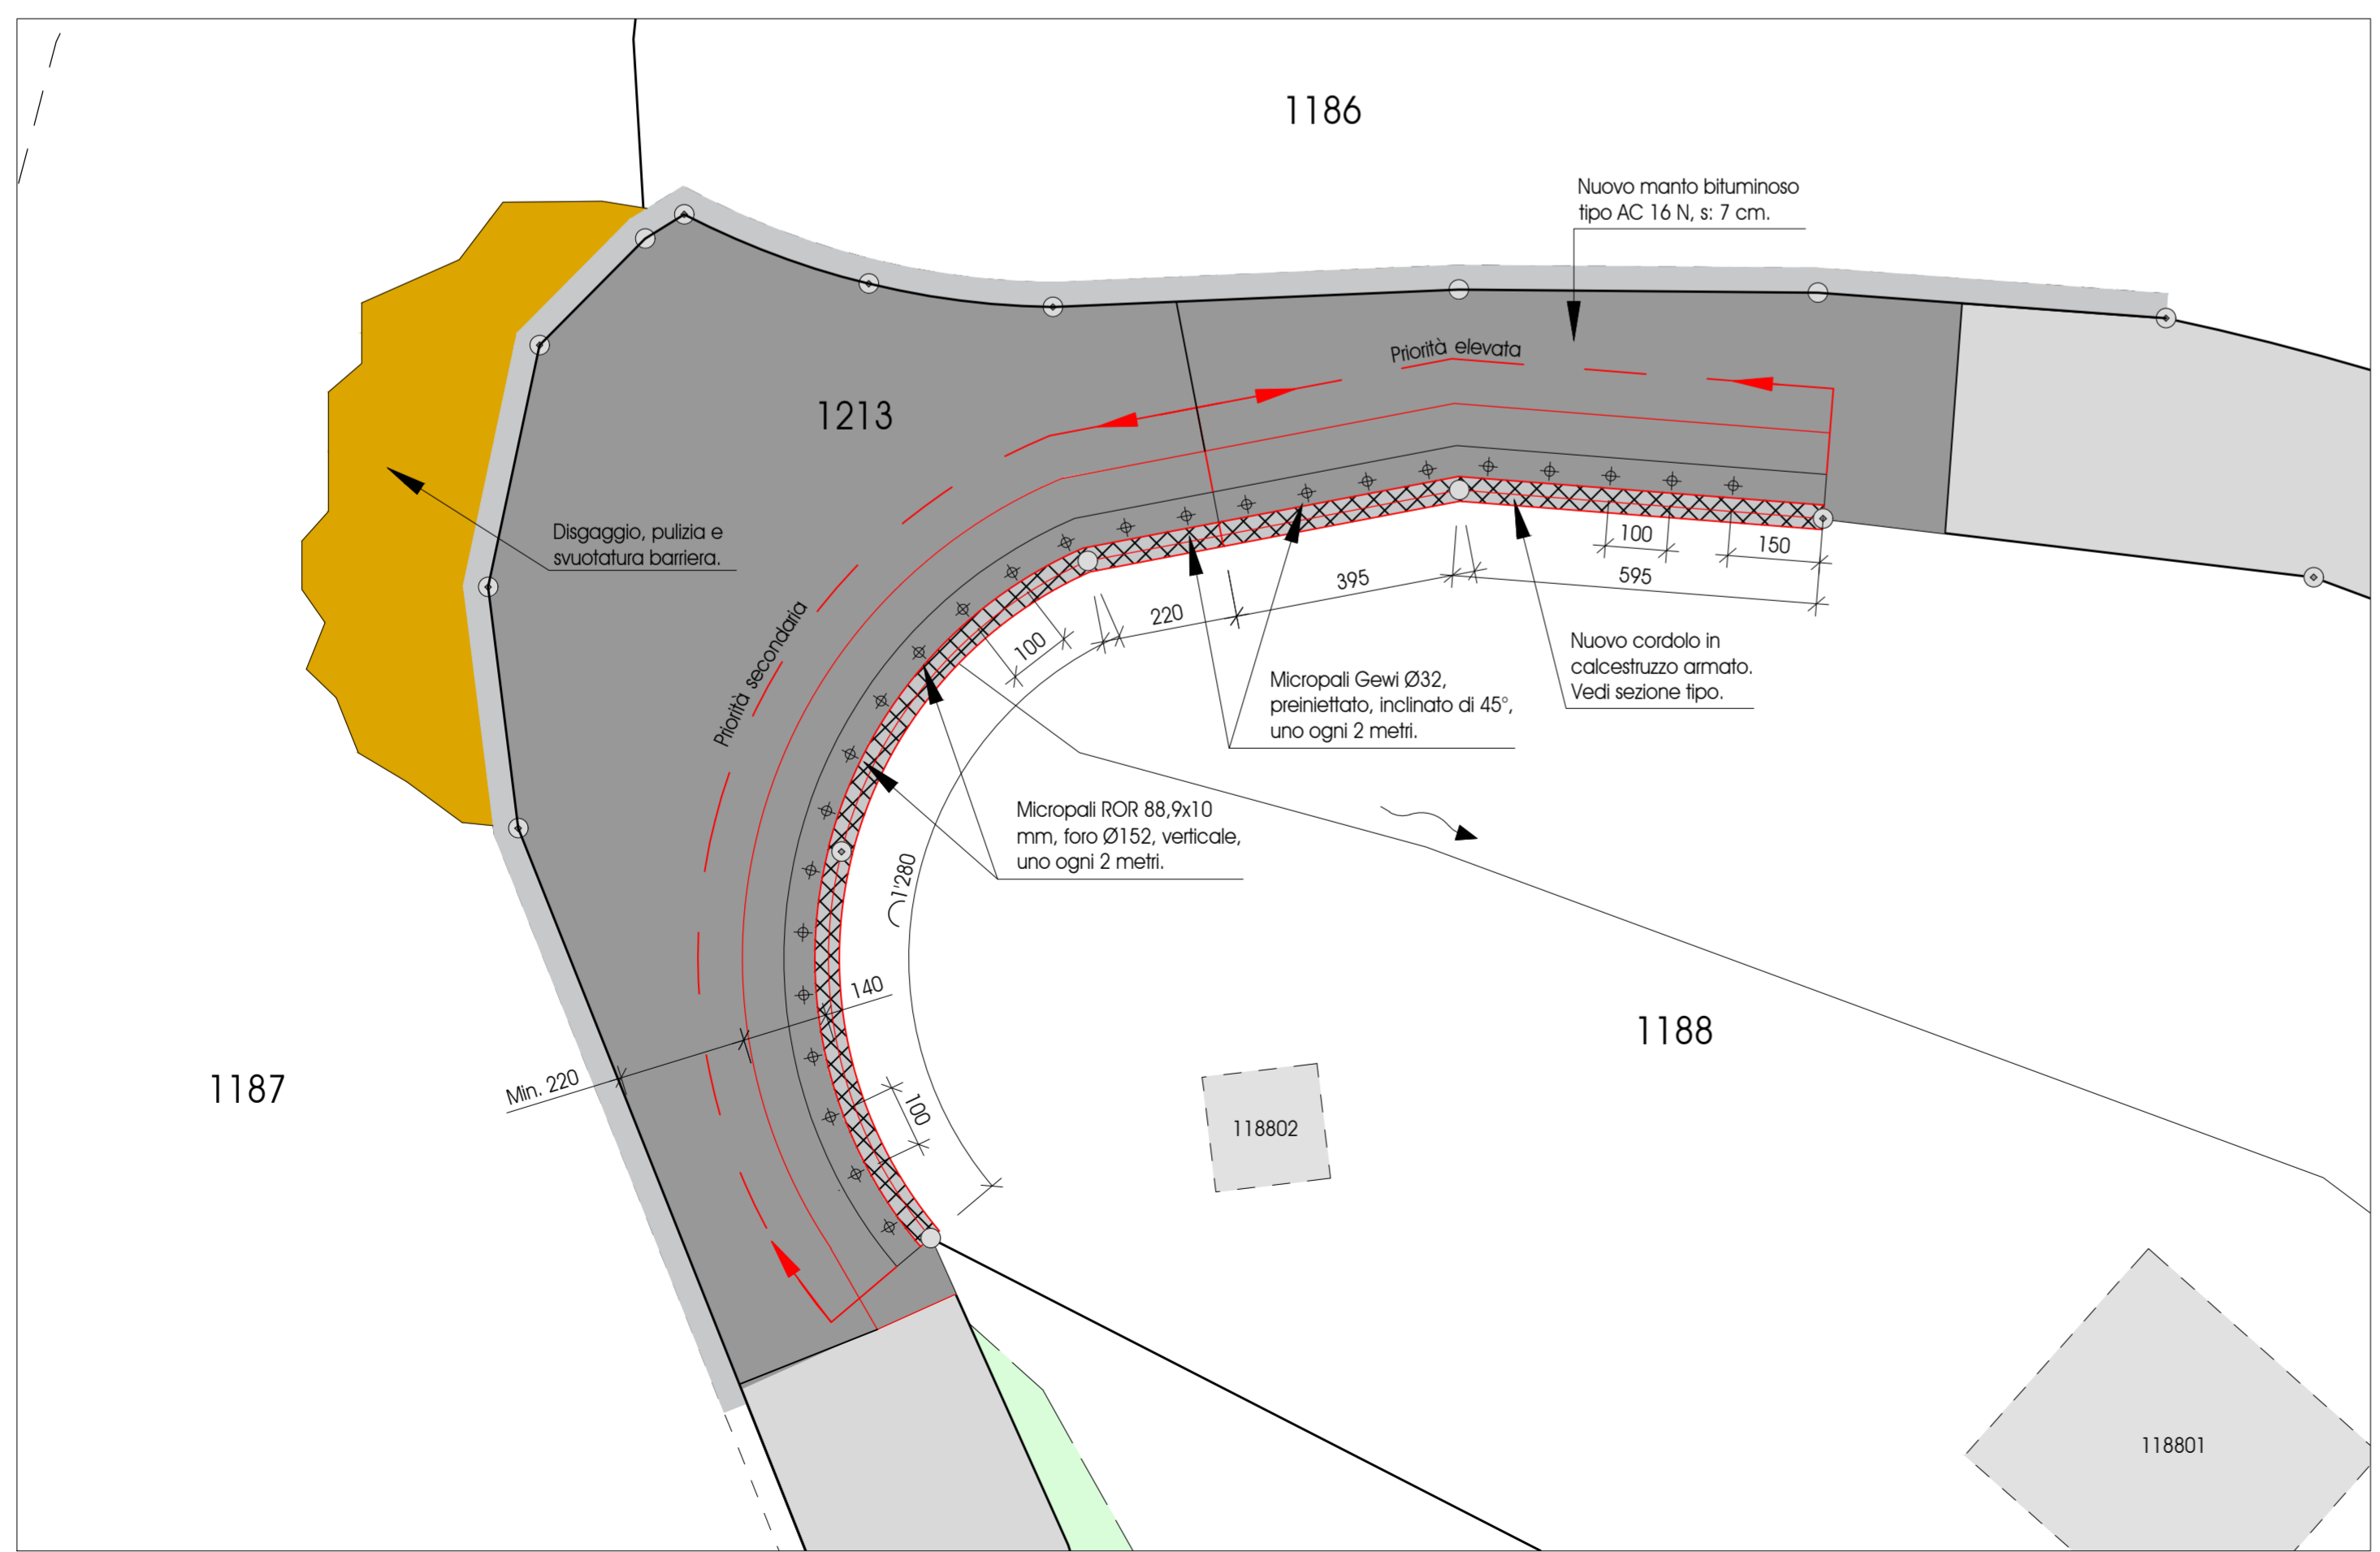 1186
Nuovo manto bituminoso
tipo AC 16 N, s: 7 cm.
Priorità elevata
1213
Disgaggio, pulizia e
svuotatura barriera.
100
150
595
395
220
100
Priorità secondaria
Nuovo cordolo in
calcestruzzo armato.
Vedi sezione tipo.
Micropali Gewi Ø32,
preiniettato, inclinato di 45°,
uno ogni 2 metri.
Micropali ROR 88,9x10
mm, foro Ø152, verticale,
uno ogni 2 metri.
1'280
140
Min. 220
100
1187
1188
118802
118801